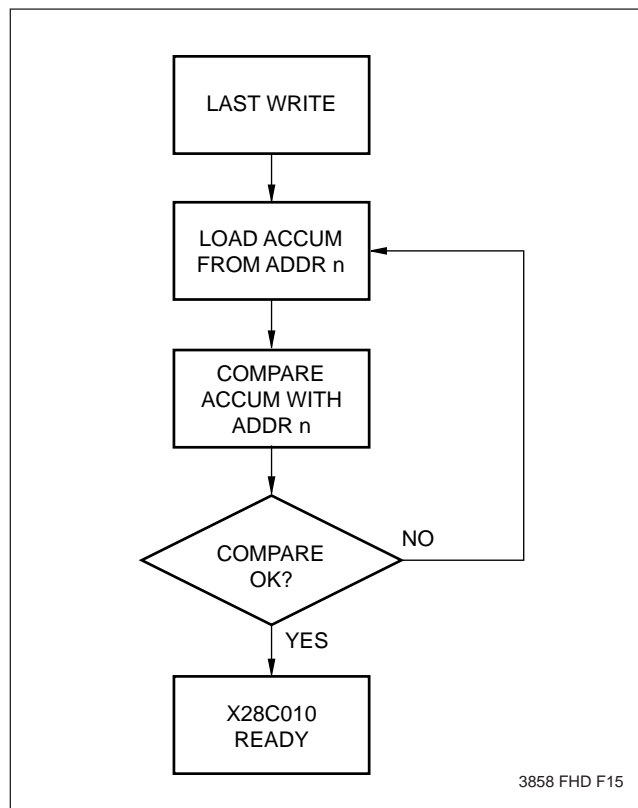 LAST WRITE
LOAD ACCUM
FROM ADDR n
COMPARE
ACCUM WITH
ADDR n
COMPARE
OK?
NO
YES
X28C010
READY
3858 FHD F15